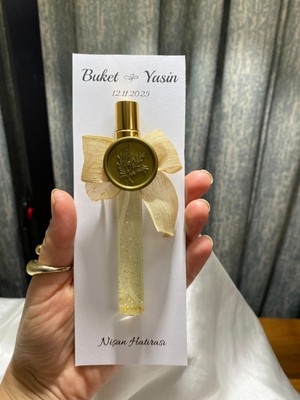 Buket Yasin
12.11.2025
Nişan Hatırası